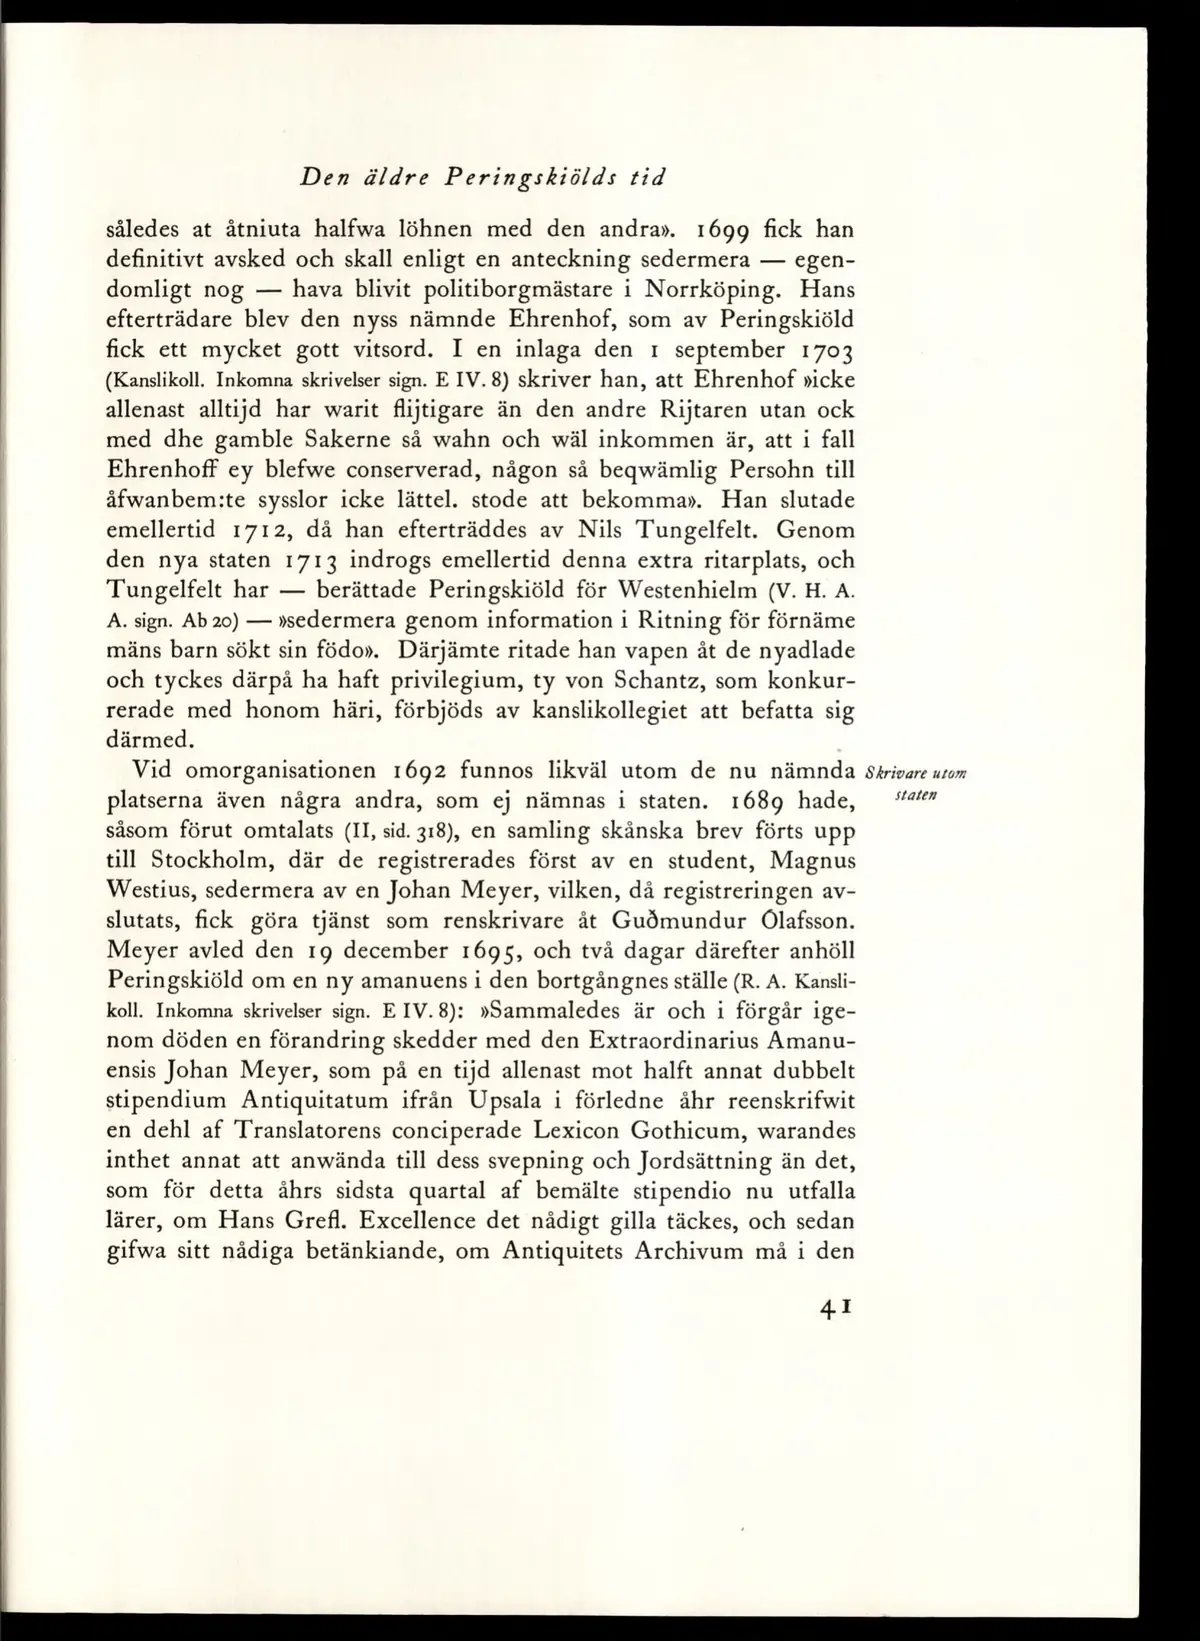 Den äldre Peringskiölds tid
således at åtniuta halfwa löhnen med den andra». 1699 fick han
definitivt avsked och skall enligt en anteckning sedermera — egen-
domligt nog — hava blivit politiborgmästare i Norrköping. Hans
efterträdare blev den nyss nämnde Ehrenhof, som av Peringskiöld
fick ett mycket gott vitsord. I en inlaga den 1 september 1703
(Kanslikoll. Inkomna skrivelser sign. E IV. 8) skriver han, att Ehrenhof »icke
allenast alltijd har warit flijtigare än den andre Rijtaren utan ock
med dhe gamble Sakerne så wahn och wäl inkommen är, att i fall
Ehrenhoff ey blefwe conserverad, någon så beqwämlig Persohn till
åfwanbem:te sysslor icke lättel. stode att bekomma». Han slutade
emellertid 1712, då han efterträddes av Nils Tungelfelt. Genom
den nya staten 1713 indrogs emellertid denna extra ritarplats, och
Tungelfelt har — berättade Peringskiöld för Westenhielm (V. H. A.
A. sign. Ab 20) — »sedermera genom information i Ritning för förnäme
mäns barn sökt sin födo». Därjämte ritade han vapen åt de nyadlade
och tyckes därpå ha haft privilegium, ty von Schantz, som konkur-
rerade med honom häri, förbjöds av kanslikollegiet att befatta sig
därmed.
Vid omorganisationen 1692 funnos likväl utom de nu nämnda
Skrivare utom
staten
platserna även några andra, som ej nämnas i staten. 1689 hade,
såsom förut omtalats (II, sid. 318), en samling skånska brev förts upp
till Stockholm, där de registrerades först av en student, Magnus
Westius, sedermera av en Johan Meyer, vilken, då registreringen av-
slutats, fick göra tjänst som renskrivare åt Guðmundur Ólafsson.
Meyer avled den 19 december 1695, och två dagar därefter anhöll
Peringskiöld om en ny amanuens i den bortgångnes ställe (R. A. Kansli-
koll. Inkomna skrivelser sign. E IV. 8): »Sammaledes är och i förgår ige-
nom döden en förandring skedder med den Extraordinarius Amanu-
ensis Johan Meyer, som på en tijd allenast mot halft annat dubbelt
stipendium Antiquitatum ifrån Upsala i förledne åhr reenskrifwit
en dehl af Translatorens conciperade Lexicon Gothicum, warandes
inthet annat att anwända till dess svepning och Jordsättning än det,
som för detta åhrs sidsta quartal af bemälte stipendio nu utfalla
lärer, om Hans Grefl. Excellence det nådigt gilla täckes, och sedan
gifwa sitt nådiga betänkiande, om Antiquitets Archivum må i den
41